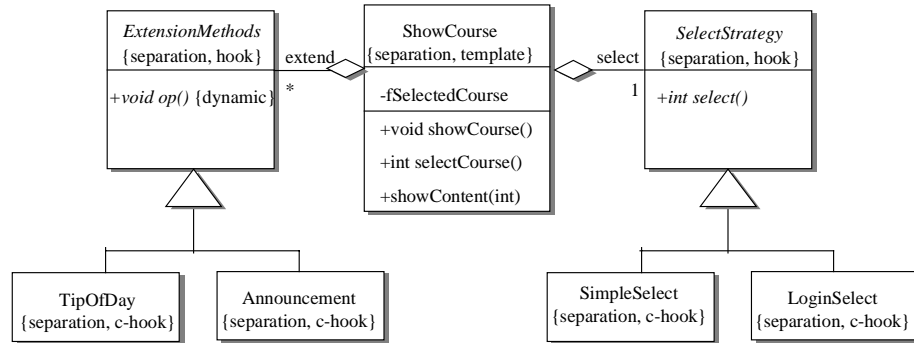 ExtensionMethods
{separation, hook}
+void op() {dynamic}
extend
*
ShowCourse
{separation, template}
-fSelectedCourse
+void showCourse()
+int selectCourse()
+showContent(int)
select
1
SelectStrategy
{separation, hook}
+int select()
TipOfDay
{separation, c-hook}
Announcement
{separation, c-hook}
SimpleSelect
{separation, c-hook}
LoginSelect
{separation, c-hook}